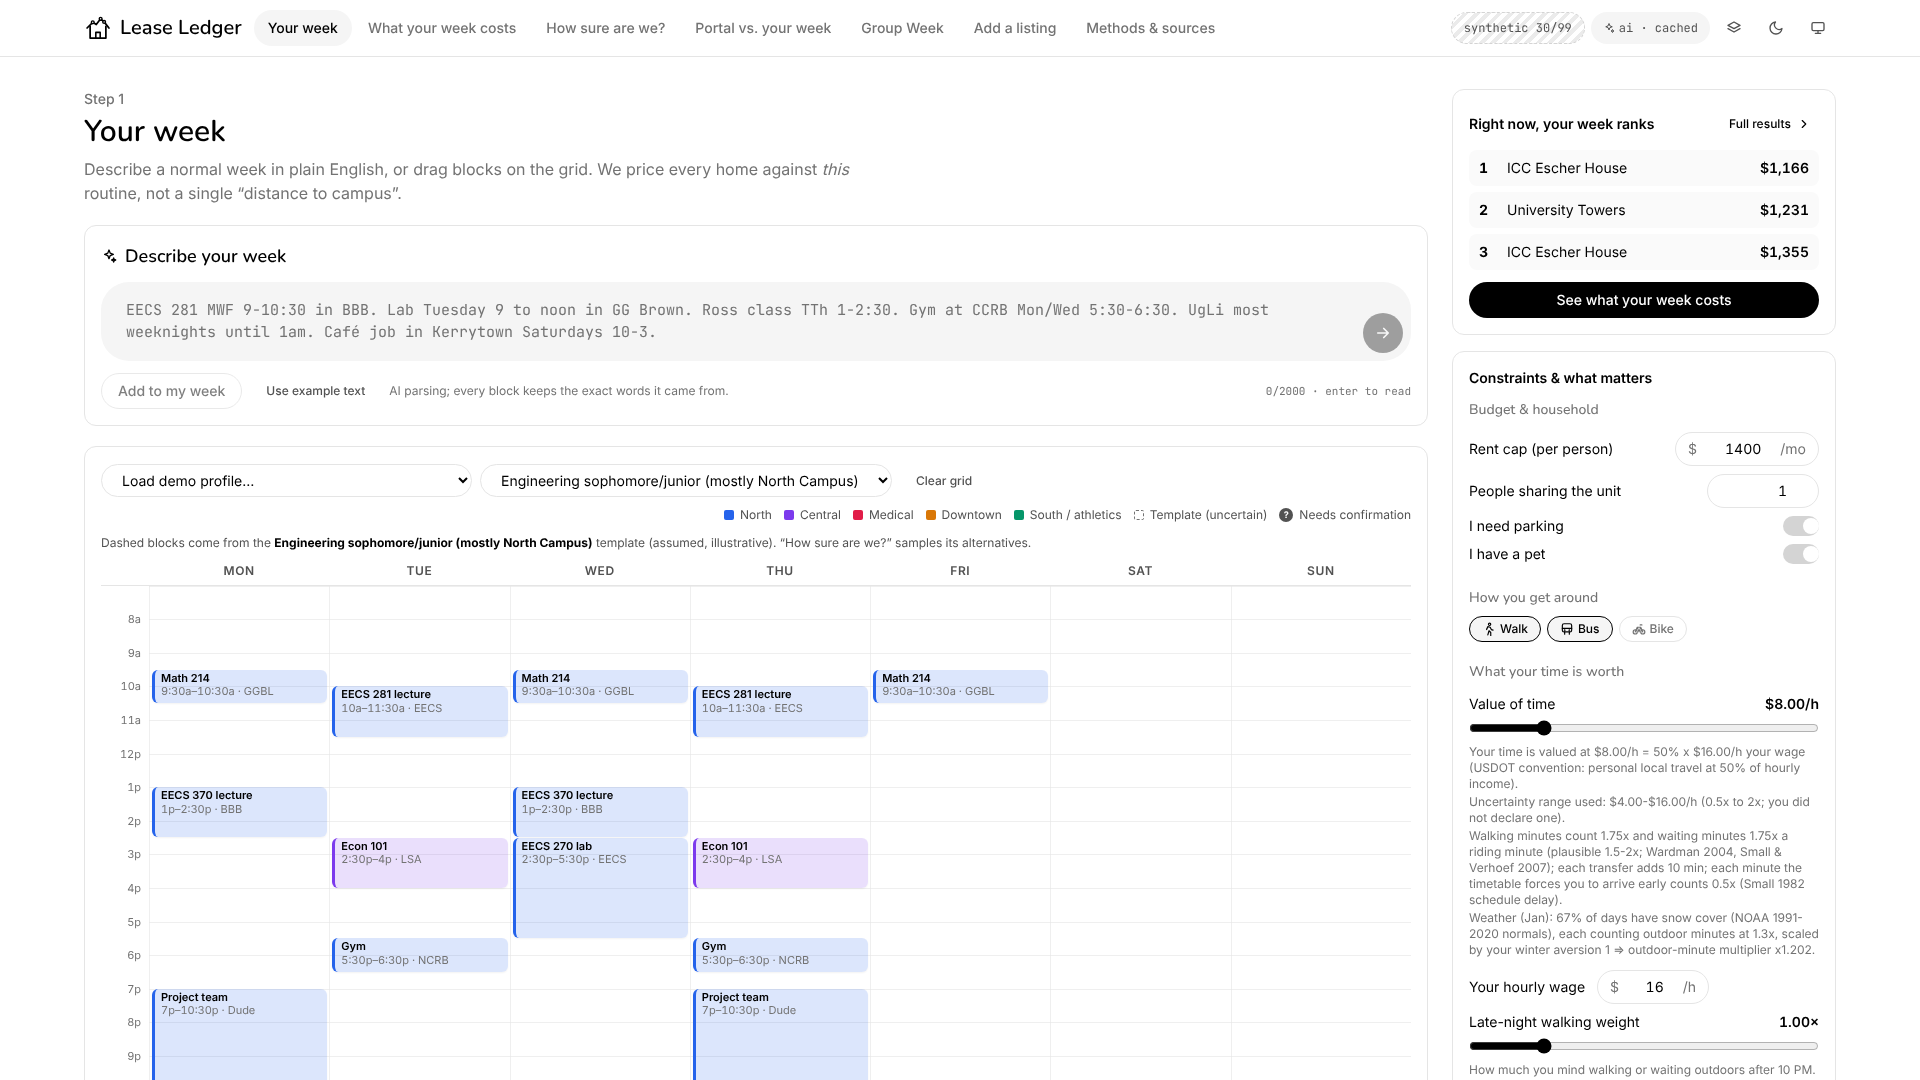 Lease Ledger
Your week
What your week costs
How sure are we?
Portal vs. your week
Group Week
Add a listing
Methods & sources
synthetic 30/99
ai · cached
Step 1
Your week
Describe a normal week in plain English, or drag blocks on the grid. We price every home against this
routine, not a single “distance to campus”.
Describe your week
EECS 281 MWF 9-10:30 in BBB. Lab Tuesday 9 to noon in GG Brown. Ross class TTh 1-2:30. Gym at CCRB Mon/Wed 5:30-6:30. UgLi most
weeknights until 1am. Café job in Kerrytown Saturdays 10-3.
Add to my week
Use example text
AI parsing; every block keeps the exact words it came from.
0/2000 · enter to read
Load demo profile...
Engineering sophomore/junior (mostly North Campus)
Clear grid
North
Central
Medical
Downtown
South / athletics
Template (uncertain)
? Needs confirmation
Dashed blocks come from the Engineering sophomore/junior (mostly North Campus) template (assumed, illustrative). “How sure are we?” samples its alternatives.
MON TUE WED THU FRI SAT SUN
8a
9a
10a
11a
12p
1p
2p
3p
4p
5p
6p
7p
8p
9p
Math 214
9:30a–10:30a · GGBL
EECS 370 lecture
1p–2:30p · BBB
Project team
7p–10:30p · Dude
EECS 281 lecture
10a–11:30a · EECS
Econ 101
2:30p–4p · LSA
Gym
5:30p–6:30p · NCRB
Math 214
9:30a–10:30a · GGBL
EECS 370 lecture
1p–2:30p · BBB
EECS 270 lab
2:30p–5:30p · EECS
EECS 281 lecture
10a–11:30a · EECS
Econ 101
2:30p–4p · LSA
Gym
5:30p–6:30p · NCRB
Project team
7p–10:30p · Dude
Math 214
9:30a–10:30a · GGBL
Right now, your week ranks
Full results
1 ICC Escher House $1,166
2 University Towers $1,231
3 ICC Escher House $1,355
See what your week costs
Constraints & what matters
Budget & household
Rent cap (per person) $ 1400 /mo
People sharing the unit 1
I need parking
I have a pet
How you get around
Walk
Bus
Bike
What your time is worth
Value of time $8.00/h
Your time is valued at $8.00/h = 50% x $16.00/h your wage
(USDOT convention: personal local travel at 50% of hourly
income).
Uncertainty range used: $4.00-$16.00/h (0.5x to 2x; you did
not declare one).
Walking minutes count 1.75x and waiting minutes 1.75x a
riding minute (plausible 1.5-2x; Wardman 2004, Small &
Verhoef 2007); each transfer adds 10 min; each minute the
timetable forces you to arrive early counts 0.5x (Small 1982
schedule delay).
Weather (Jan): 67% of days have snow cover (NOAA 1991-
2020 normals), each counting outdoor minutes at 1.3x, scaled
by your winter aversion 1 ⇒ outdoor-minute multiplier x1.202.
Your hourly wage $ 16 /h
Late-night walking weight 1.00×
How much you mind walking or waiting outdoors after 10 PM.